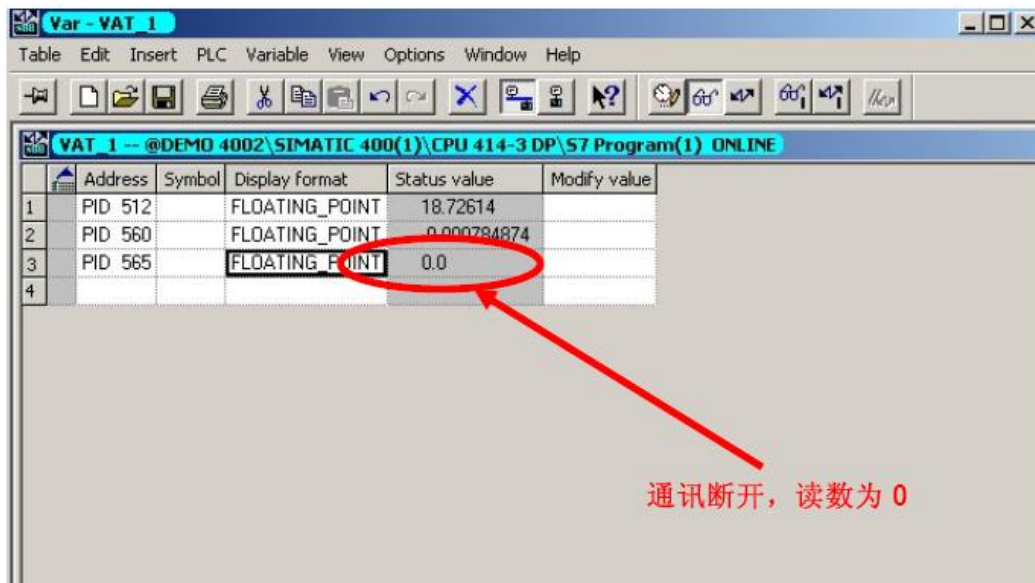 Var - VAT_1
Table Edit Insert PLC Variable View Options Window Help
VAT_1 -- @DEMO 4002\SIMATIC 400(1)\CPU 414-3 DP\S7 Program(1) ONLINE
Address Symbol Display format Status value Modify value
1 PID 512 FLOATING_POINT 18.72614
2 PID 560 FLOATING_POINT -0.000784874
3 PID 565 FLOATING_POINT 0.0
4
通讯断开，读数为 0